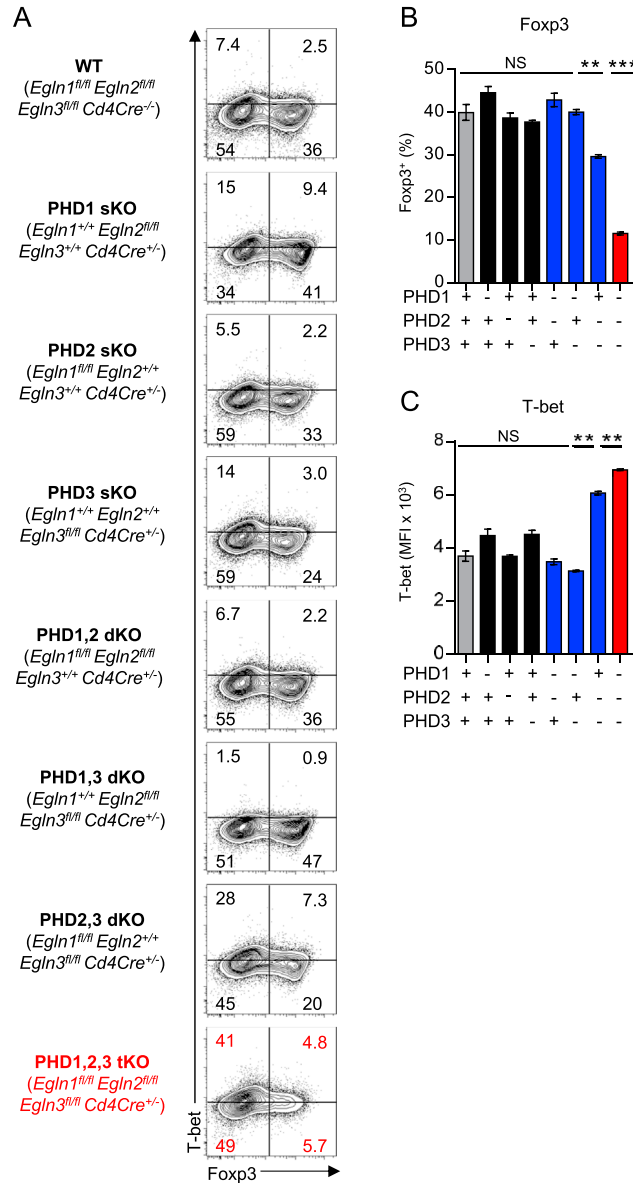 A
WT
(Egln1fl/fl Egln2fl/fl
Egln3fl/fl Cd4Cre-/-)
7.4 2.5
54 36
PHD1 sKO
(Egln1+/+ Egln2fl/fl
Egln3+/+ Cd4Cre+/-)
15 9.4
34 41
PHD2 sKO
(Egln1fl/fl Egln2+/+
Egln3+/+ Cd4Cre+/-)
5.5 2.2
59 33
PHD3 sKO
(Egln1+/+ Egln2+/+
Egln3fl/fl Cd4Cre+/-)
14 3.0
59 24
PHD1,2 dKO
(Egln1fl/fl Egln2fl/fl
Egln3+/+ Cd4Cre+/-)
6.7 2.2
55 36
PHD1,3 dKO
(Egln1+/+ Egln2fl/fl
Egln3fl/fl Cd4Cre+/-)
1.5 0.9
51 47
PHD2,3 dKO
(Egln1fl/fl Egln2+/+
Egln3fl/fl Cd4Cre+/-)
28 7.3
45 20
PHD1,2,3 tKO
(Egln1fl/fl Egln2fl/fl
Egln3fl/fl Cd4Cre+/-)
41 4.8
49 5.7
T-bet
Foxp3
B
Foxp3
NS ** ***
Foxp3+ (%)
50
40
30
20
10
0
PHD1 + - + + - - + -
PHD2 + + - + - + - -
PHD3 + + + - + - - -
C
T-bet
NS ** **
T-bet (MFI x 10³)
8
6
4
2
0
PHD1 + - + + - - + -
PHD2 + + - + - + - -
PHD3 + + + - + - - -